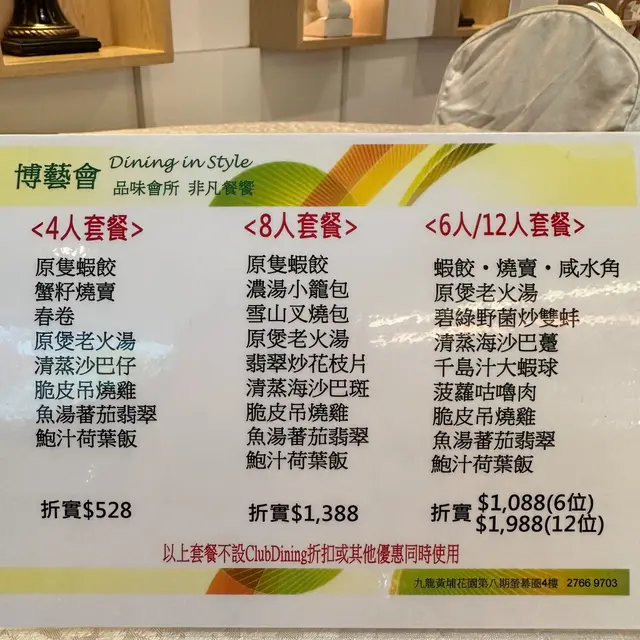 博藝會 Dining in Style
品味會所 非凡餐饗
<4人套餐>
原隻蝦餃
蟹籽燒賣
春卷
原煲老火湯
清蒸沙巴仔
脆皮吊燒雞
魚湯蕃茄翡翠
鮑汁荷葉飯
折實$528
<8人套餐>
原隻蝦餃
濃湯小籠包
雪山叉燒包
原煲老火湯
翡翠炒花枝片
清蒸海沙巴斑
脆皮吊燒雞
魚湯蕃茄翡翠
鮑汁荷葉飯
折實$1,388
<6人/12人套餐>
蝦餃・燒賣・咸水角
原煲老火湯
碧綠野菌炒雙蚌
清蒸海沙巴躉
千島汁大蝦球
菠蘿咕嚕肉
脆皮吊燒雞
魚湯蕃茄翡翠
鮑汁荷葉飯
折實 $1,088(6位)
$1,988(12位)
以上套餐不設ClubDining折扣或其他優惠同時使用
九龍黃埔花園第八期螢幕圈4樓 2766 9703